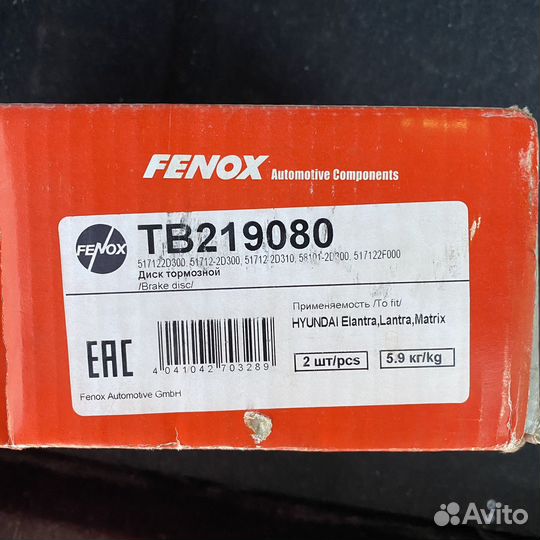 FENOX Automotive Components
FENOX
TB219080
517122D300, 51712-2D300, 51712-2D310, 58101-2D300, 517122F000
Диск тормозной
/Brake disc/
Применяемость /To fit/
HYUNDAI Elantra,Lantra,Matrix
EAC
4 041042 703289
2 шт/pcs
5.9 кг/kg
Fenox Automotive GmbH
Avito